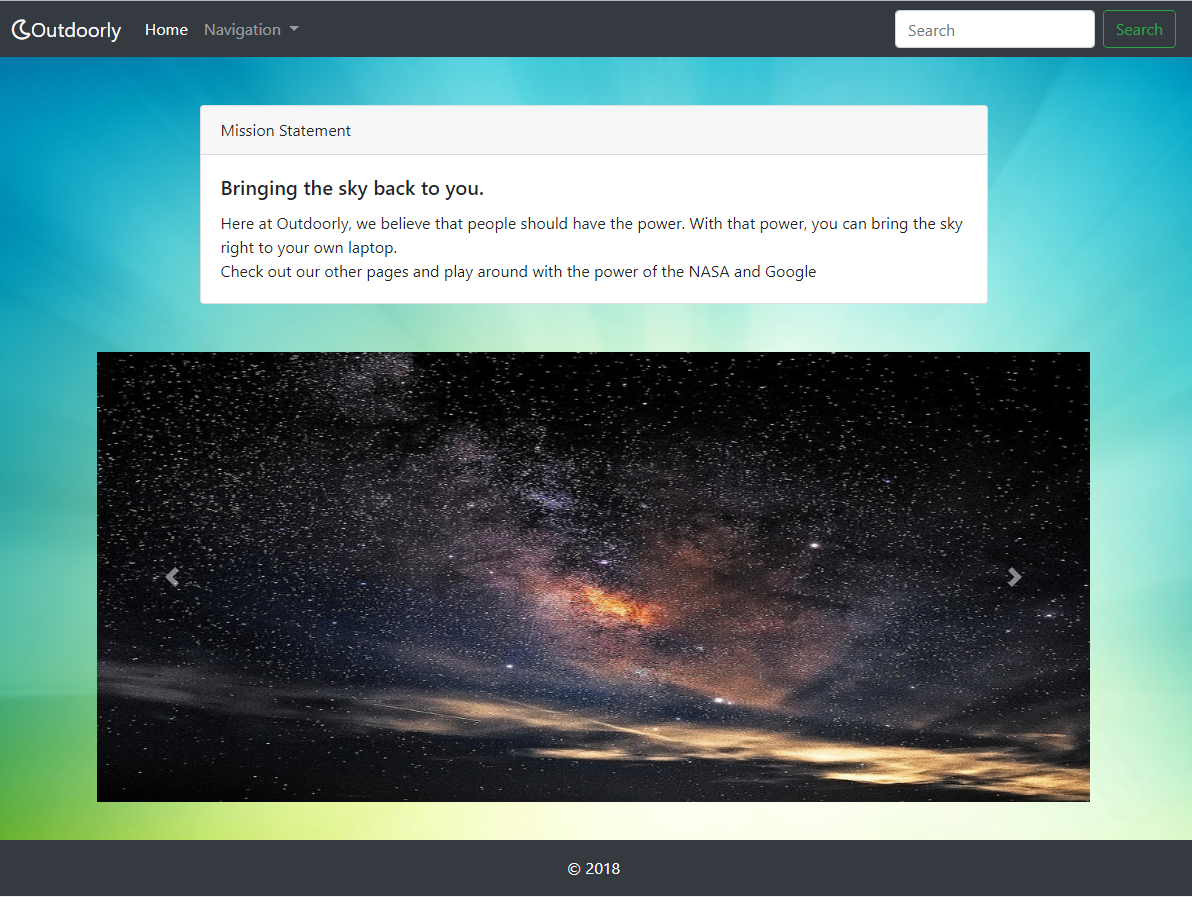 Outdoorly Home Navigation Search Search
Mission Statement
Bringing the sky back to you.
Here at Outdoorly, we believe that people should have the power. With that power, you can bring the sky
right to your own laptop.
Check out our other pages and play around with the power of the NASA and Google
© 2018